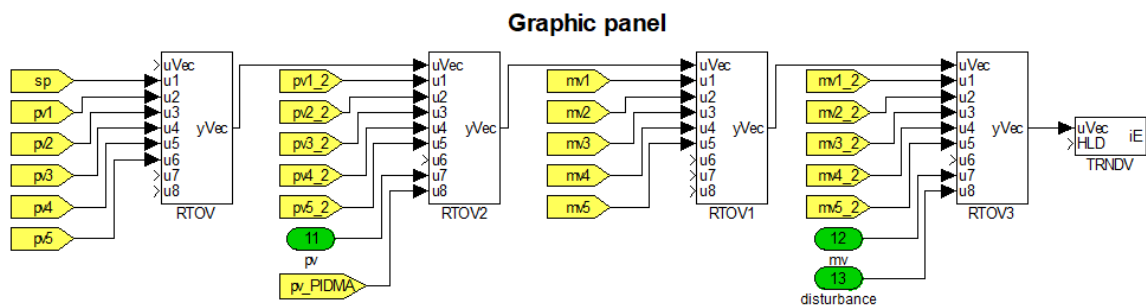 Graphic panel
sp
pv1
pv2
pv3
pv4
pv5
uVec
u1
u2
u3
u4
u5
u6
u7
u8
yVec
RTOV
pv1_2
pv2_2
pv3_2
pv4_2
pv5_2
11
pv
pv_PIDMA
uVec
u1
u2
u3
u4
u5
u6
u7
u8
yVec
RTOV2
mv1
mv2
mv3
mv4
mv5
uVec
u1
u2
u3
u4
u5
u6
u7
u8
yVec
RTOV1
mv1_2
mv2_2
mv3_2
mv4_2
mv5_2
12
mv
13
disturbance
uVec
u1
u2
u3
u4
u5
u6
u7
u8
yVec
RTOV3
uVec iE
HLD
TRNDV